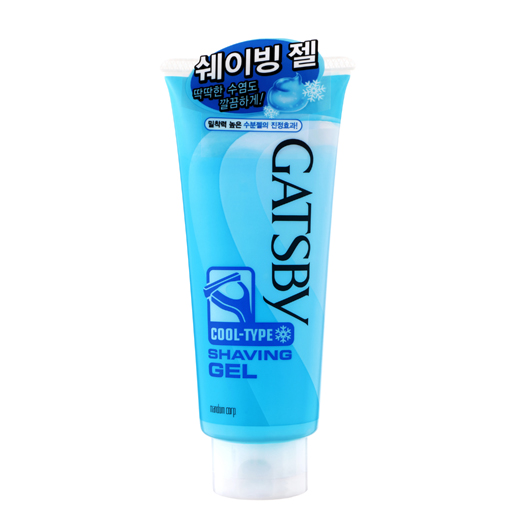 쉐이빙 젤
딱딱한 수염도
깔끔하게!
밀착력 높은 수분젤의 진정효과!
GATSBY
COOL-TYPE
SHAVING
GEL
mandom corp